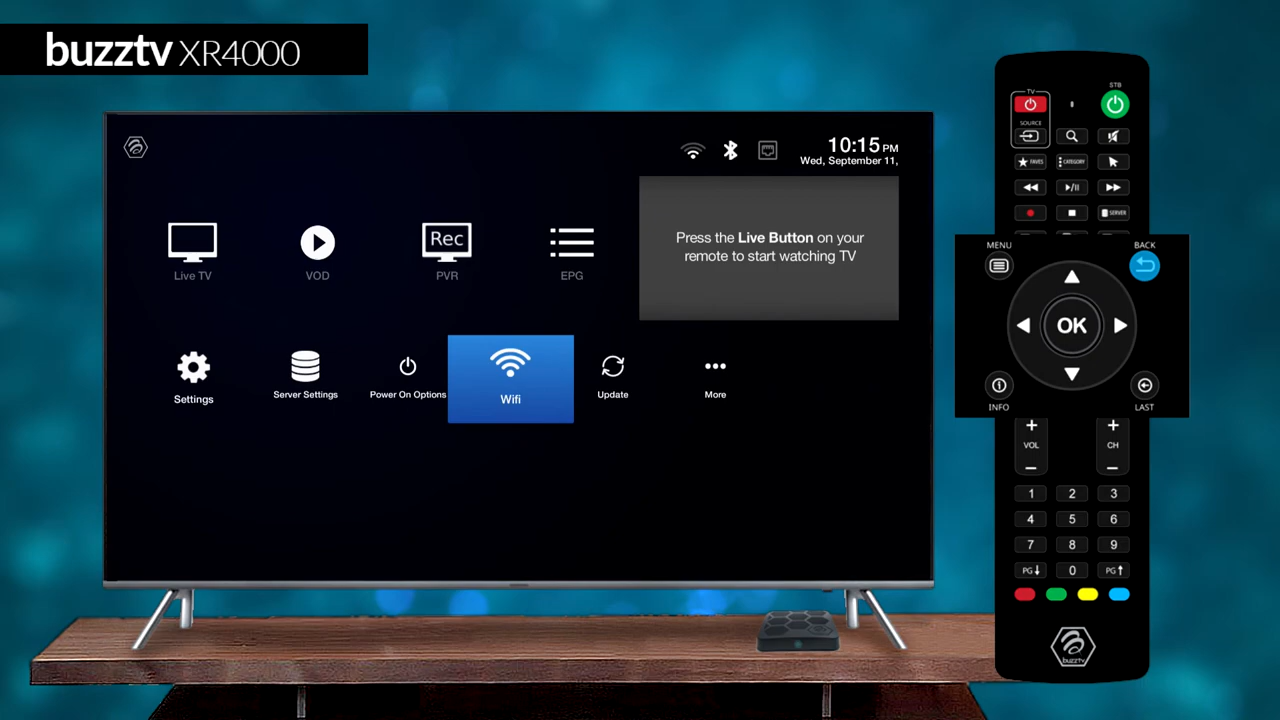 buzztv XR4000
10:15 PM
Wed, September 11,
Live TV
VOD
Rec
PVR
EPG
Press the Live Button on your
remote to start watching TV
Settings
Server Settings
Power On Options
Wifi
Update
More
TV
STB
SOURCE
FAVES
CATEGORY
SERVER
MENU
BACK
OK
INFO
LAST
+ +
VOL CH
− −
1 2 3
4 5 6
7 8 9
PG↓ 0 PG↑
buzztv